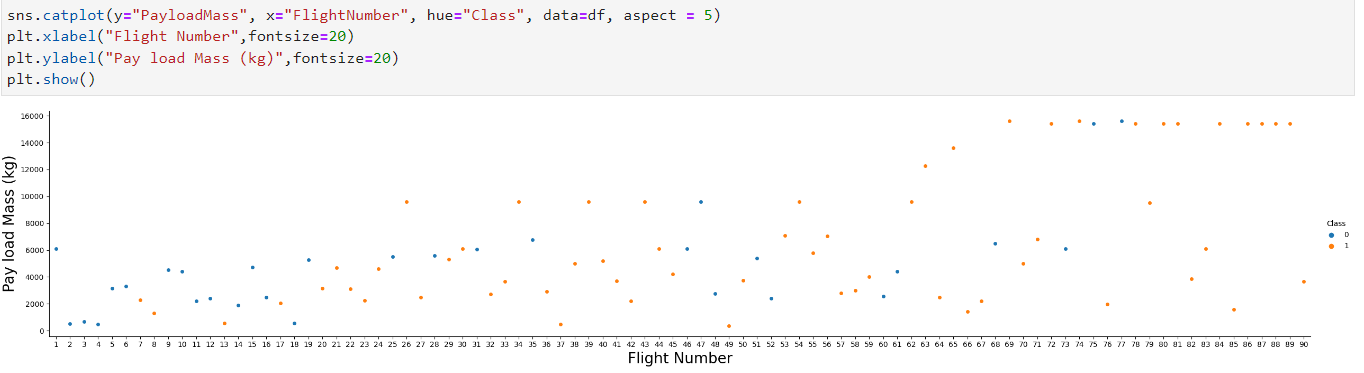 sns.catplot(y="PayloadMass", x="FlightNumber", hue="Class", data=df, aspect = 5)
plt.xlabel("Flight Number",fontsize=20)
plt.ylabel("Pay load Mass (kg)",fontsize=20)
plt.show()
16000
14000
12000
10000
8000
6000
4000
2000
0
Pay load Mass (kg)
1 2 3 4 5 6 7 8 9 10 11 12 13 14 15 16 17 18 19 20 21 22 23 24 25 26 27 28 29 30 31 32 33 34 35 36 37 38 39 40 41 42 43 44 45 46 47 48 49 50 51 52 53 54 55 56 57 58 59 60 61 62 63 64 65 66 67 68 69 70 71 72 73 74 75 76 77 78 79 80 81 82 83 84 85 86 87 88 89 90
Flight Number
Class
0
1